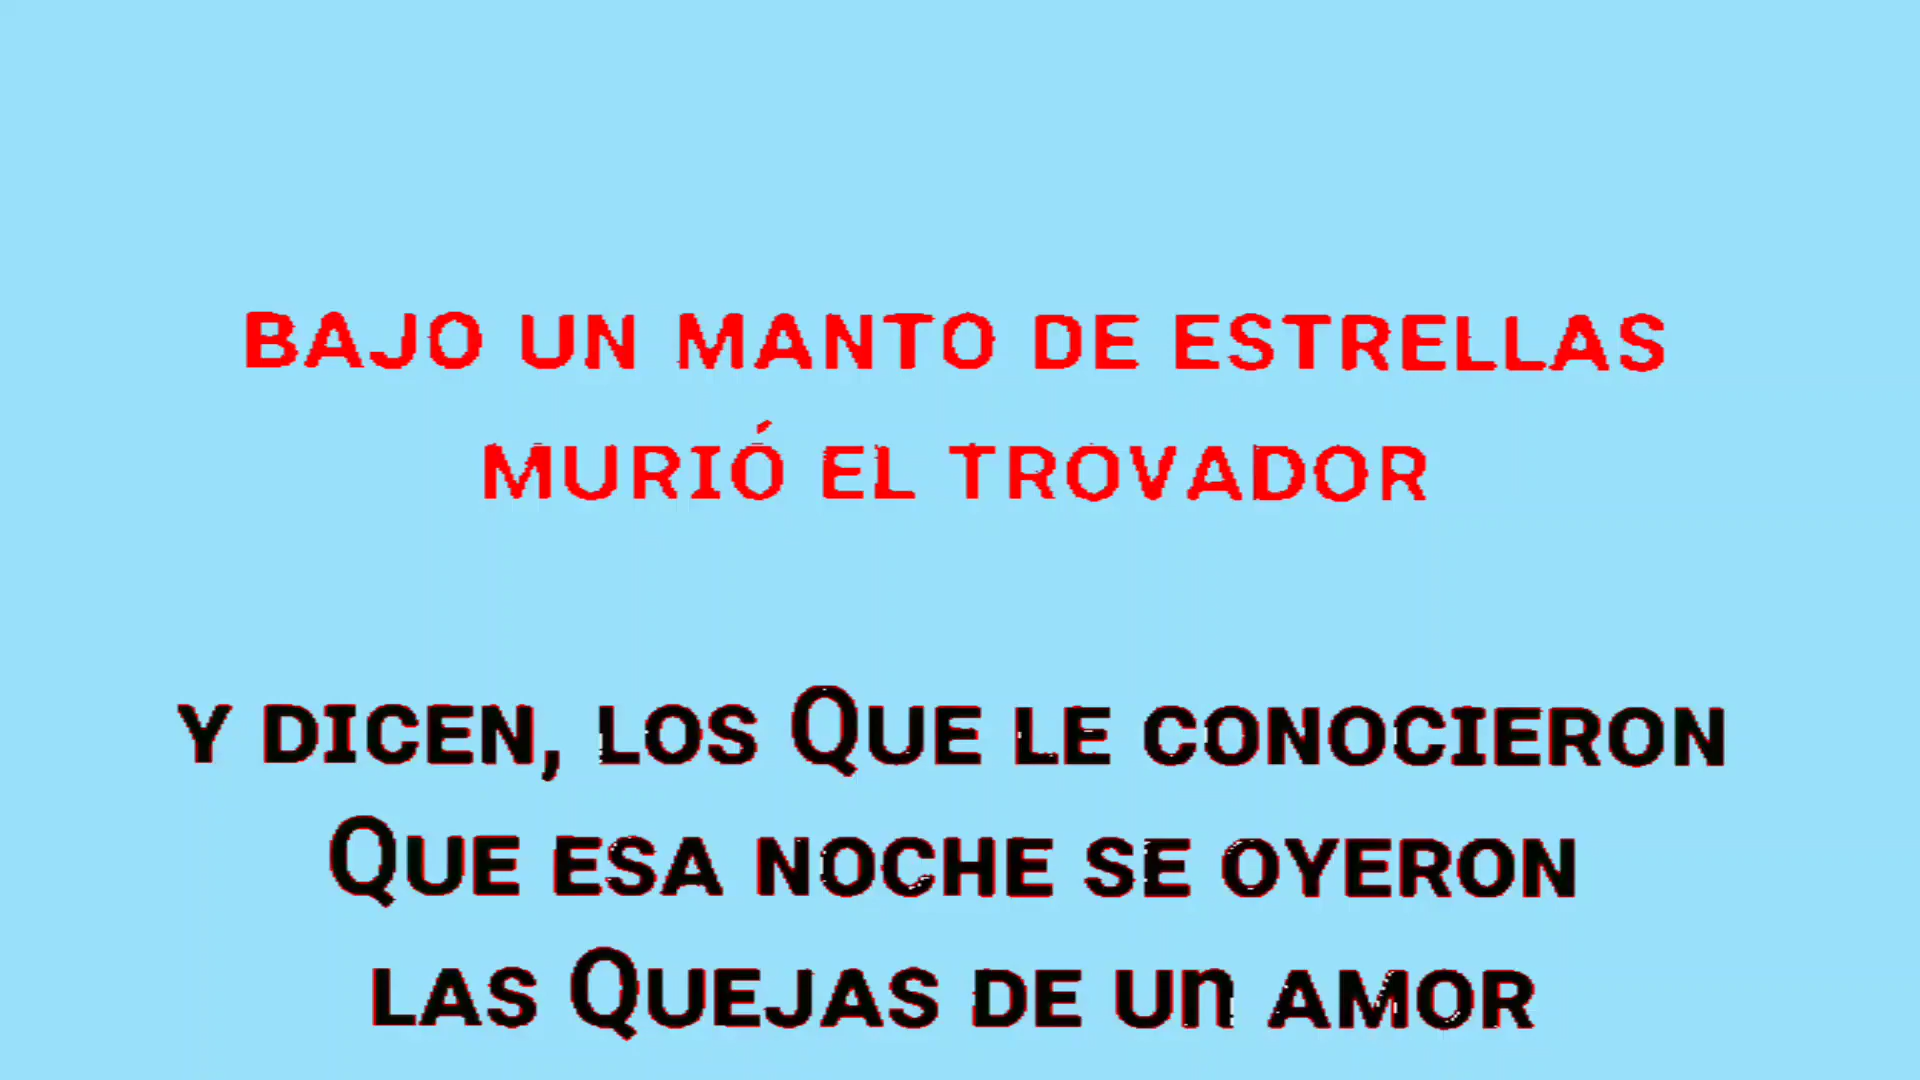 BAJO UN MANTO DE ESTRELLAS
MURIÓ EL TROVADOR
Y DICEN, LOS QUE LE CONOCIERON
QUE ESA NOCHE SE OYERON
LAS QUEJAS DE Un AMOR